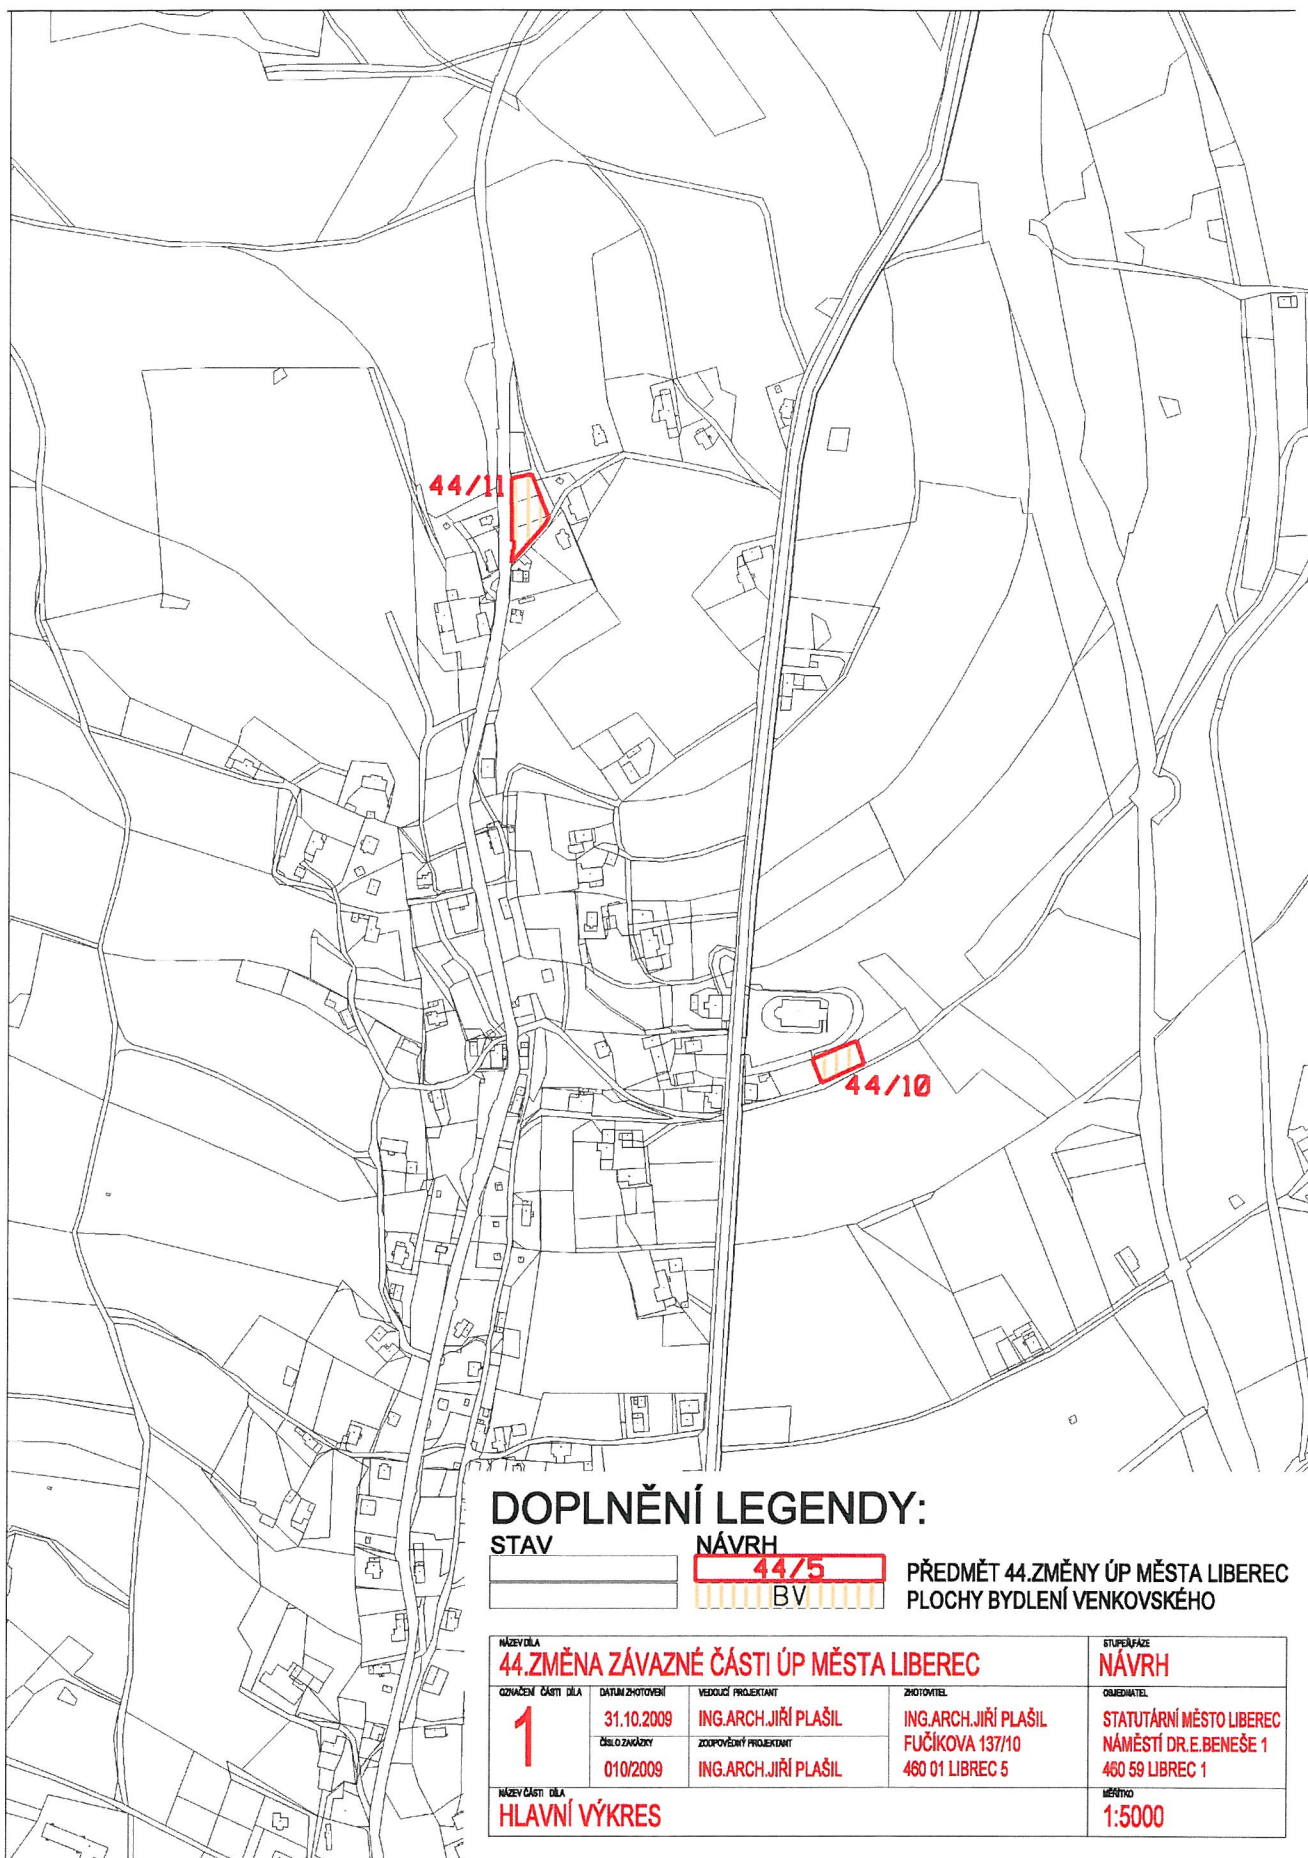 44/11
44/10
DOPLNĚNÍ LEGENDY:
STAV NÁVRH
44/5 PŘEDMĚT 44.ZMĚNY ÚP MĚSTA LIBEREC
BV PLOCHY BYDLENÍ VENKOVSKÉHO
NÁZEV DÍLA
44.ZMĚNA ZÁVAZNÉ ČÁSTI ÚP MĚSTA LIBEREC
STUPEŇ/FÁZE
NÁVRH
OZNAČENÍ ČÁSTI DÍLA
1
DATUM ZHOTOVENÍ
31.10.2009
ČÍSLO ZAKÁZKY
010/2009
VEDOUCÍ PROJEKTANT
ING.ARCH.JIŘÍ PLAŠIL
ZODPOVĚDNÝ PROJEKTANT
ING.ARCH.JIŘÍ PLAŠIL
ZHOTOVITEL
ING.ARCH.JIŘÍ PLAŠIL
FUČÍKOVA 137/10
460 01 LIBREC 5
OBJEDNATEL
STATUTÁRNÍ MĚSTO LIBEREC
NÁMĚSTÍ DR.E.BENEŠE 1
460 59 LIBREC 1
NÁZEV ČÁSTI DÍLA
HLAVNÍ VÝKRES
MĚŘÍTKO
1:5000